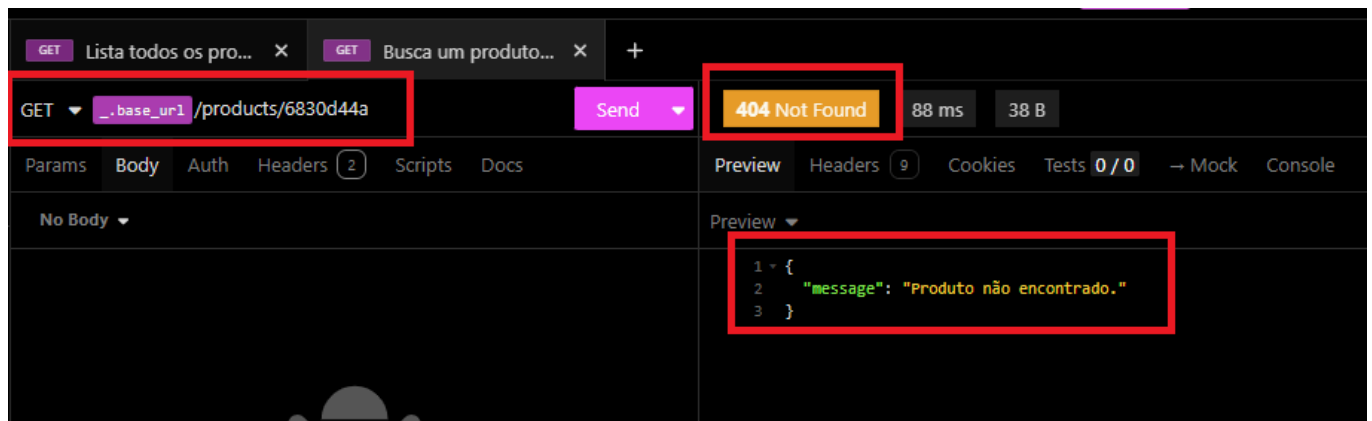 GET Lista todos os pro... × GET Busca um produto... × +
GET _.base_url /products/6830d44a Send 404 Not Found 88 ms 38 B
Params Body Auth Headers 2 Scripts Docs Preview Headers 9 Cookies Tests 0 / 0 → Mock Console
No Body Preview
1 {
2 "message": "Produto não encontrado."
3 }